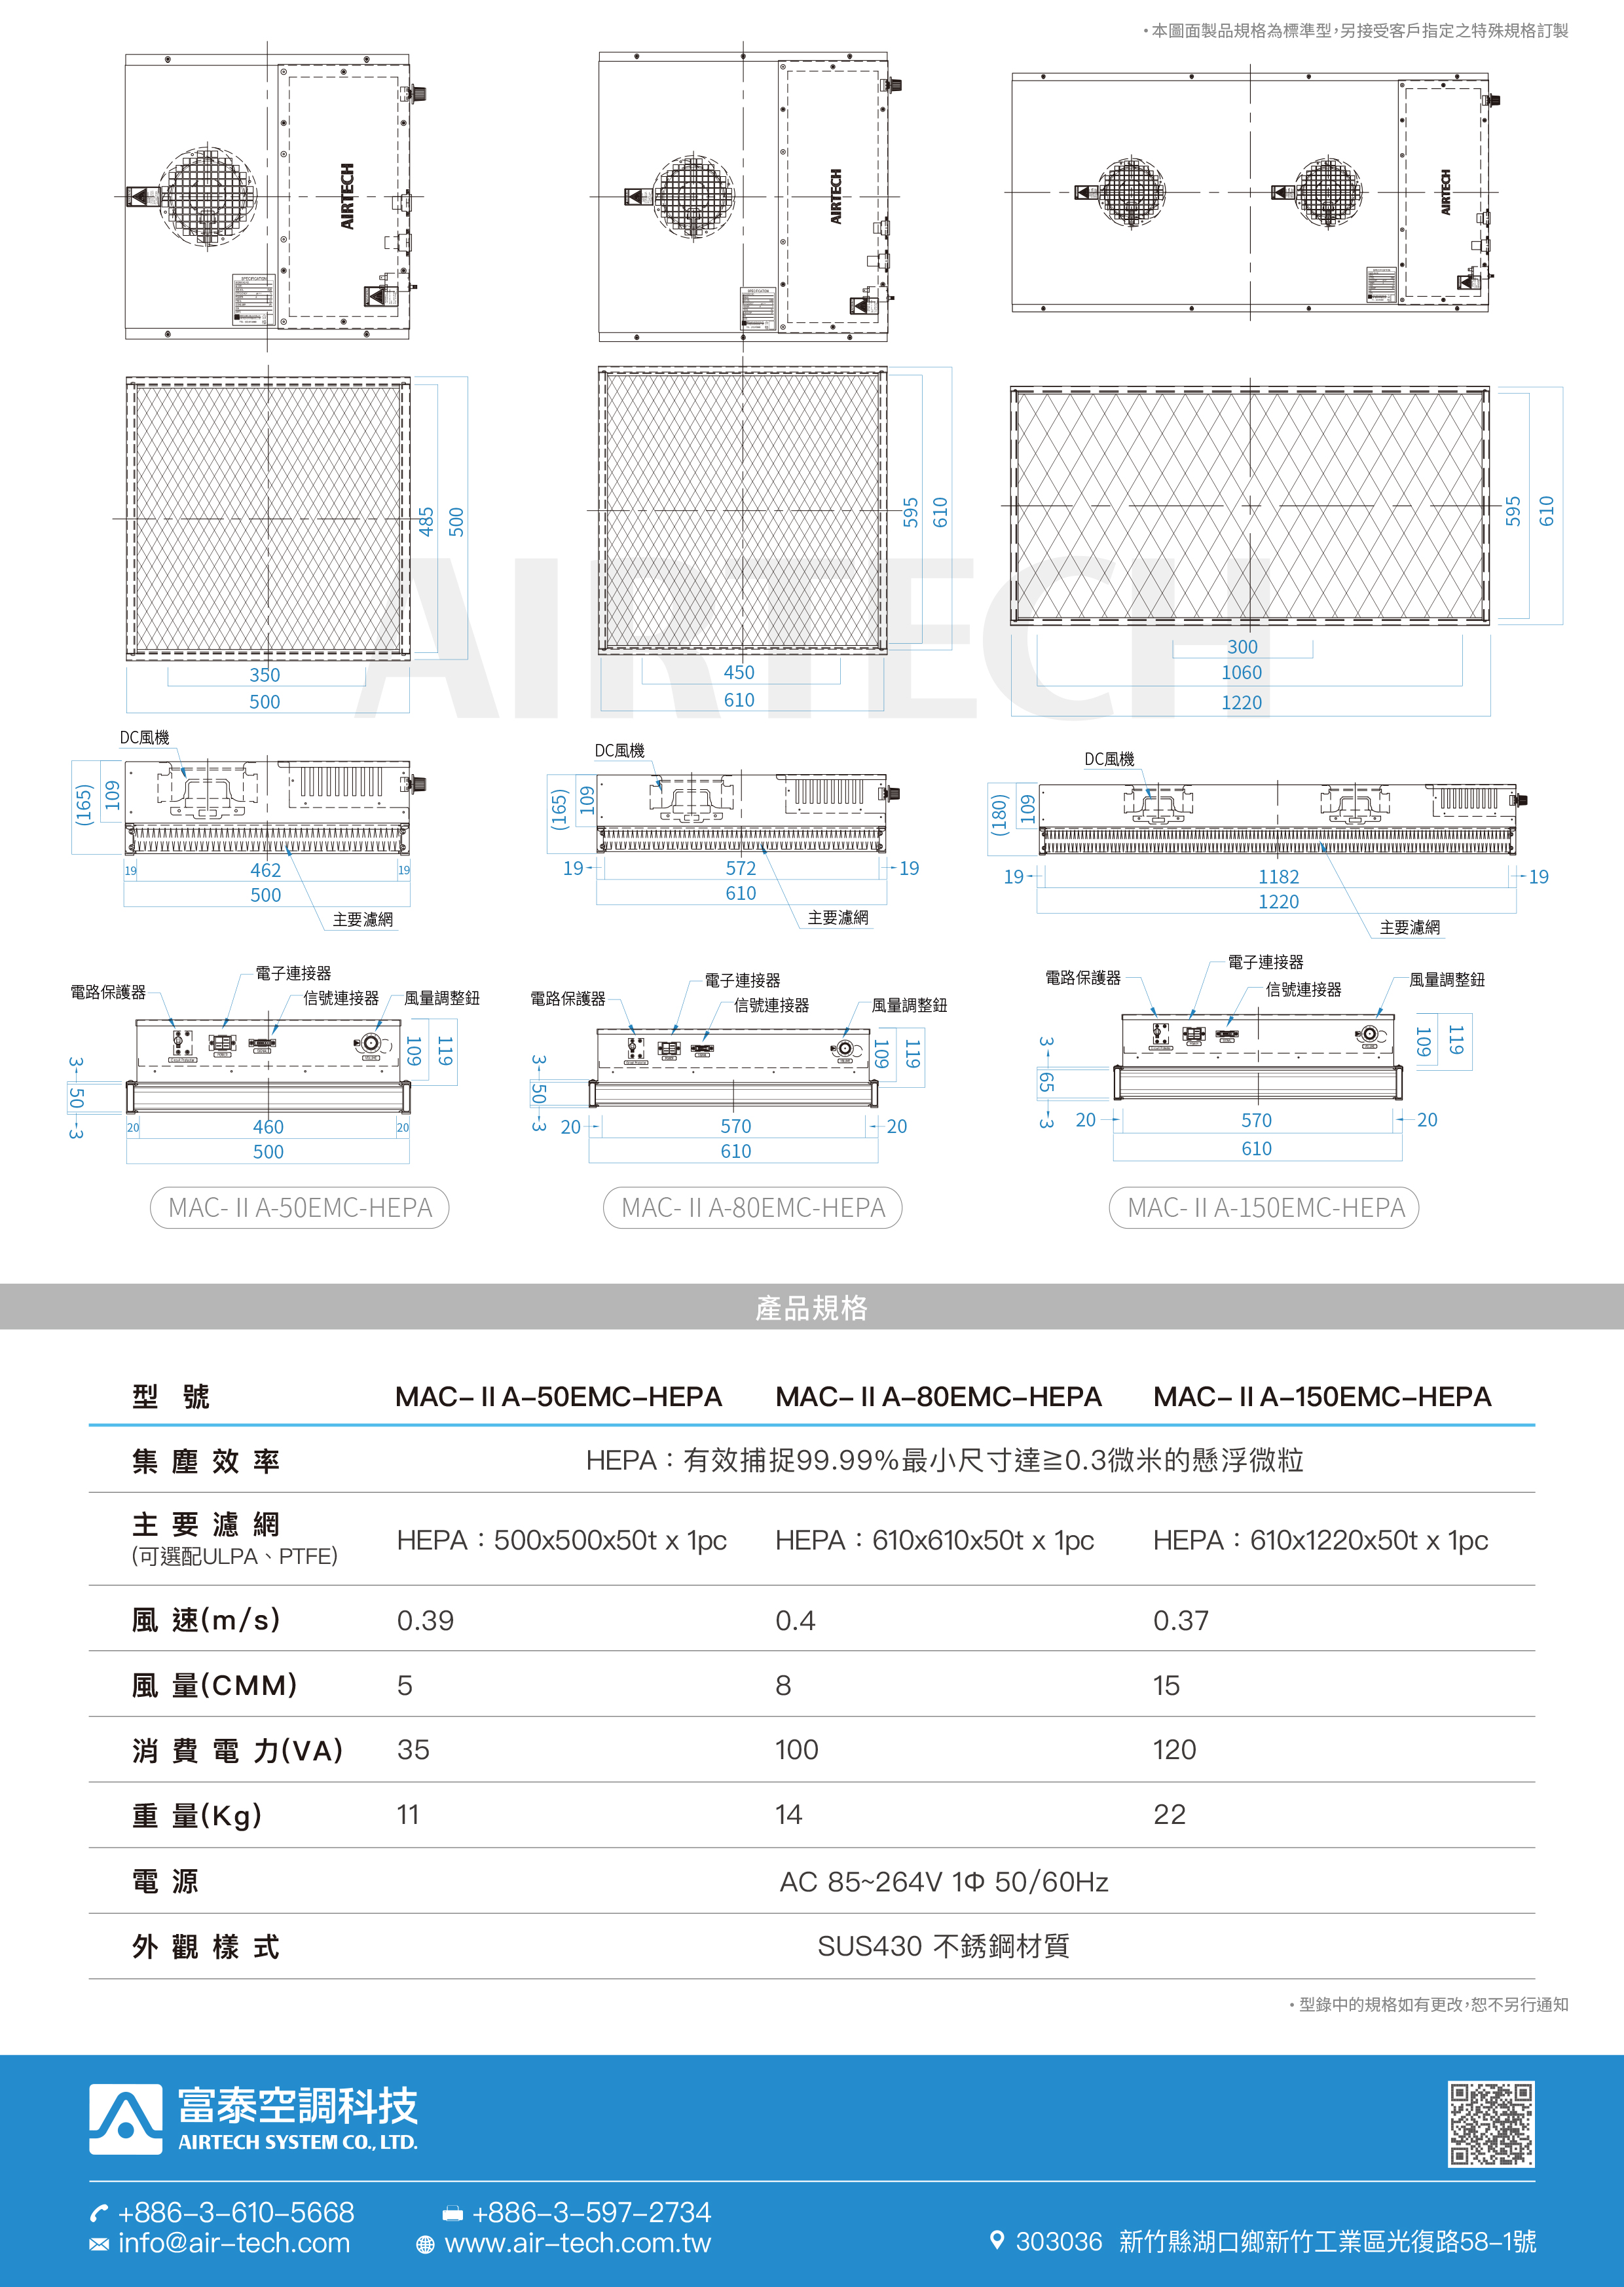 • 本圖面製品規格為標準型，另接受客戶指定之特殊規格訂製
AIRTECH
AIRTECH
AIRTECH
SPECIFICATION
SPECIFICATION
SPECIFICATION
AIRTECH
485
500
350
500
595
610
450
610
595
610
300
1060
1220
DC風機
(165)
109
19
462
19
500
主要濾網
DC風機
(165)
109
19
572
19
610
主要濾網
DC風機
(180)
109
19
1182
19
1220
主要濾網
電路保護器
電子連接器
信號連接器
風量調整鈕
109
119
3
50
3
20
460
20
500
電路保護器
電子連接器
信號連接器
風量調整鈕
109
119
3
50
3
20
570
20
610
電路保護器
電子連接器
信號連接器
風量調整鈕
109
119
3
65
3
20
570
20
610
MAC-ⅡA-50EMC-HEPA
MAC-ⅡA-80EMC-HEPA
MAC-ⅡA-150EMC-HEPA
產品規格
型 號 MAC-ⅡA-50EMC-HEPA MAC-ⅡA-80EMC-HEPA MAC-ⅡA-150EMC-HEPA
集塵效率 HEPA：有效捕捉99.99%最小尺寸達≧0.3微米的懸浮微粒
主要濾網
(可選配ULPA、PTFE) HEPA：500x500x50t x 1pc HEPA：610x610x50t x 1pc HEPA：610x1220x50t x 1pc
風速(m/s) 0.39 0.4 0.37
風量(CMM) 5 8 15
消費電力(VA) 35 100 120
重量(Kg) 11 14 22
電源 AC 85~264V 1Φ 50/60Hz
外觀樣式 SUS430 不銹鋼材質
• 型錄中的規格如有更改，恕不另行通知
富泰空調科技
AIRTECH SYSTEM CO., LTD.
+886-3-610-5668
+886-3-597-2734
info@air-tech.com
www.air-tech.com.tw
303036 新竹縣湖口鄉新竹工業區光復路58-1號